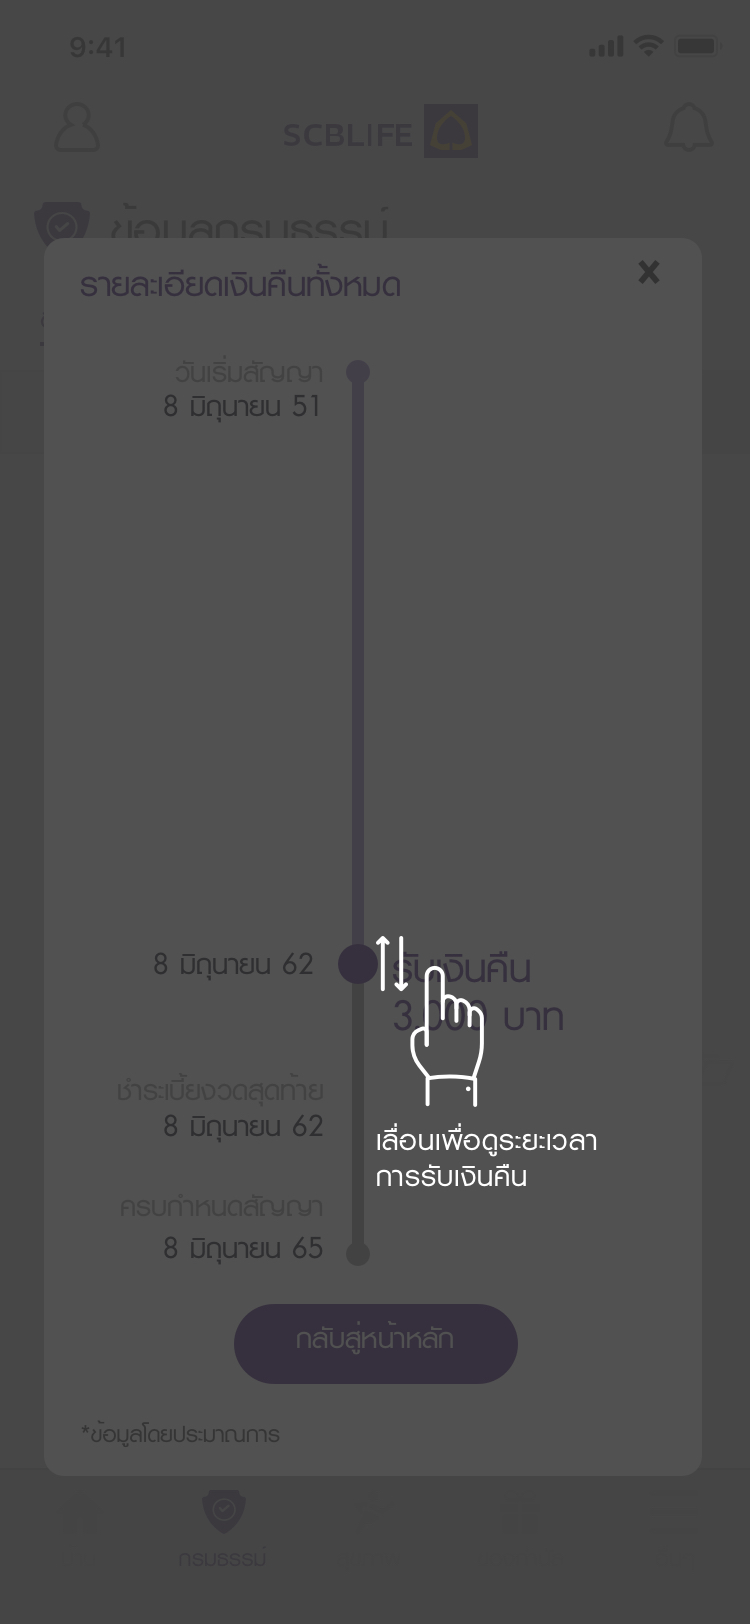 9:41
SCBLIFE
ข้อมูลกรมธรรม์
รายละเอียดเงินคืนทั้งหมด
วันเริ่มสัญญา
8 มิถุนายน 51
8 มิถุนายน 62
รับเงินคืน
3,000 บาท
ชำระเบี้ยงวดสุดท้าย
8 มิถุนายน 62
เลื่อนเพื่อดูระยะเวลา
การรับเงินคืน
ครบกำหนดสัญญา
8 มิถุนายน 65
กลับสู่หน้าหลัก
*ข้อมูลโดยประมาณการ
กรมธรรม์